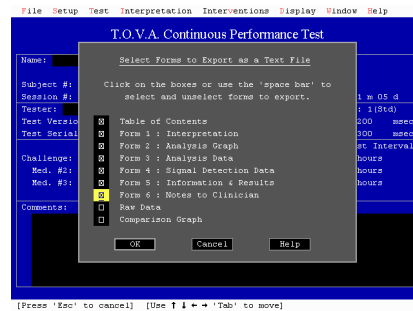 File Setup Test Interpretation Interventions Display Window Help
T.O.V.A. Continuous Performance Test
Name:
Select Forms to Export as a Text File
Subject #:
Click on the boxes or use the 'space bar' to
Session #:
select and unselect forms to export.
1 m 05 d
Tester:
: 1(Std)
Test Versio
Table of Contents
200 msec
Test Serial
Form 1 : Interpretation
300 msec
Form 2 : Analysis Graph
st Interval
Challenge:
Form 3 : Analysis Data
hours
Med. #2:
Form 4 : Signal Detection Data
hours
Med. #3:
Form 5 : Information & Results
hours
Form 6 : Notes to Clinician
Comments:
Raw Data
Comparison Graph
OK Cancel Help
[Press 'Esc' to cancel] [Use ↑ ↓ ← → 'Tab' to move]